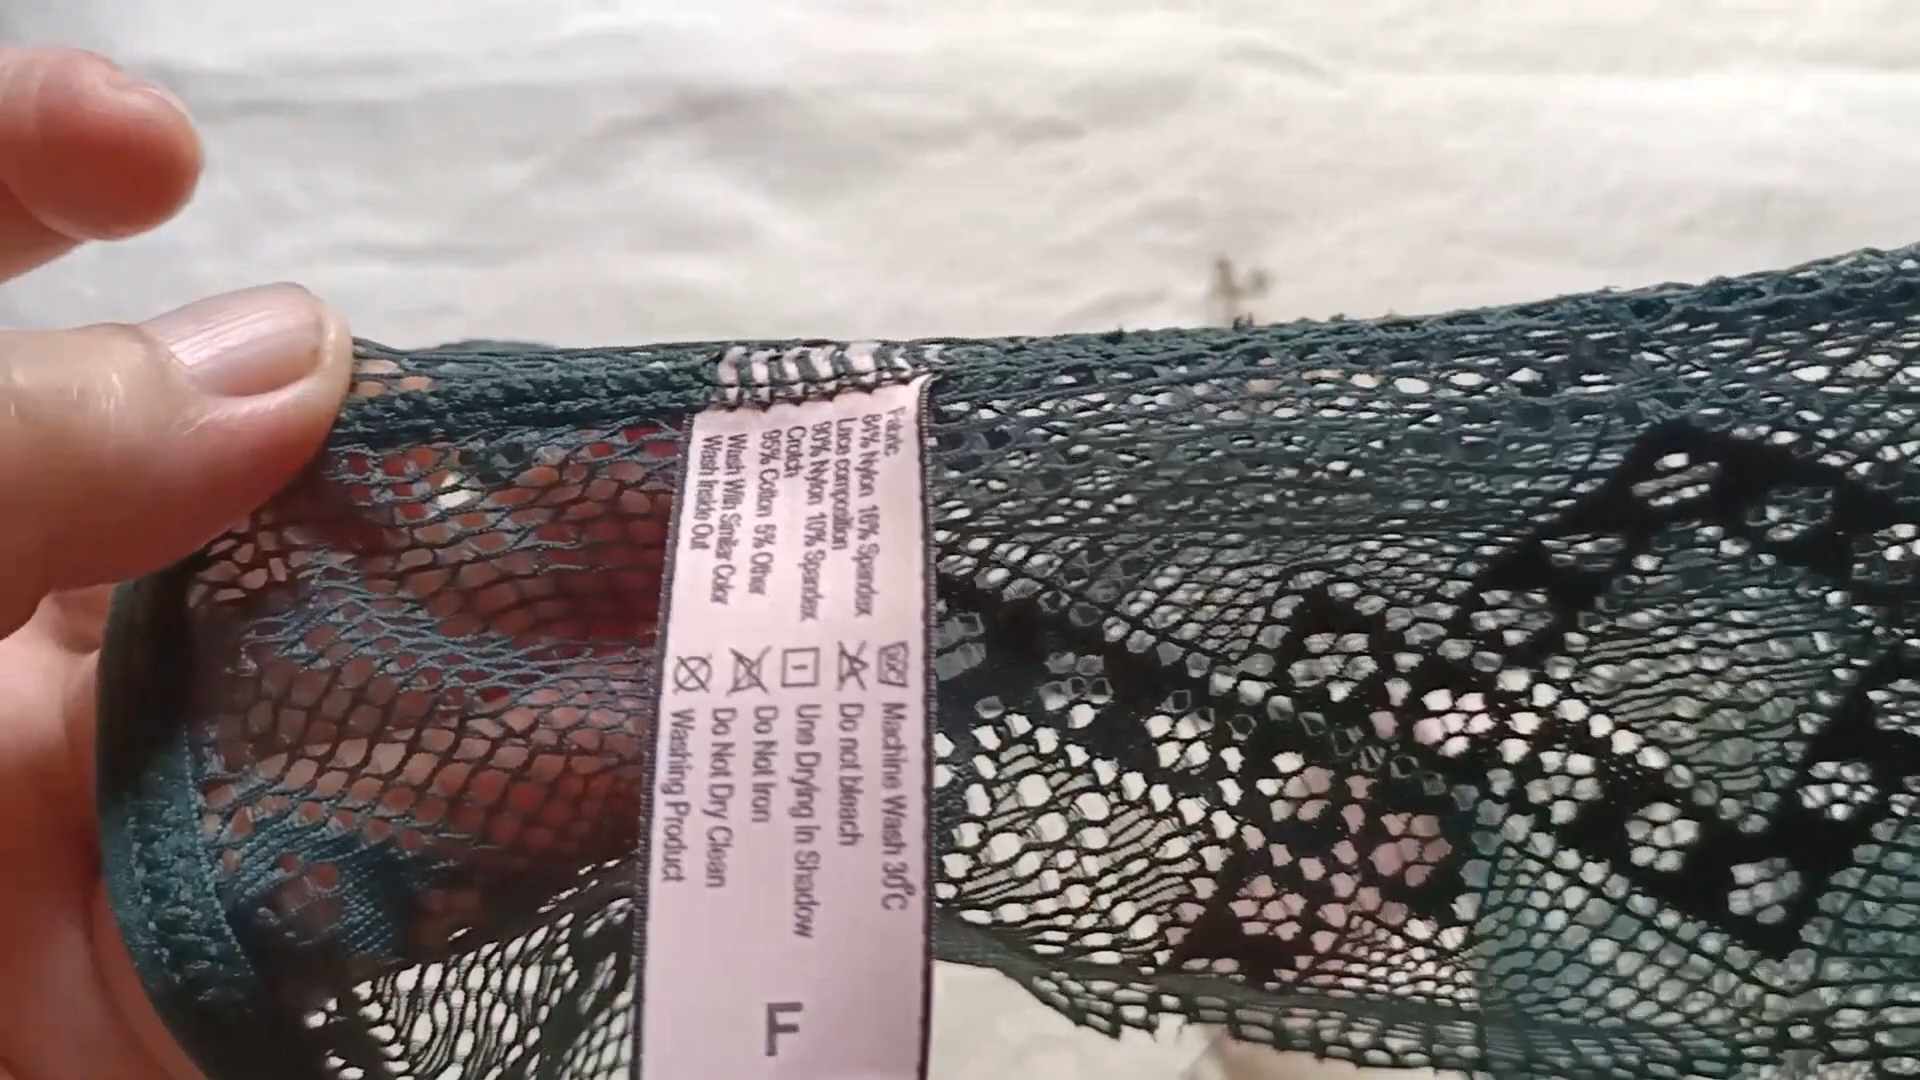 Fabric
84% Nylon 16% Spandex
Lace composition
90% Nylon 10% Spandex
Crotch
95% Cotton 5% Other
Wash With Similar Color
Wash Inside Out
Machine Wash 30°C
Do not bleach
Line Drying In Shadow
Do Not Iron
Do Not Dry Clean
Washing Product
F